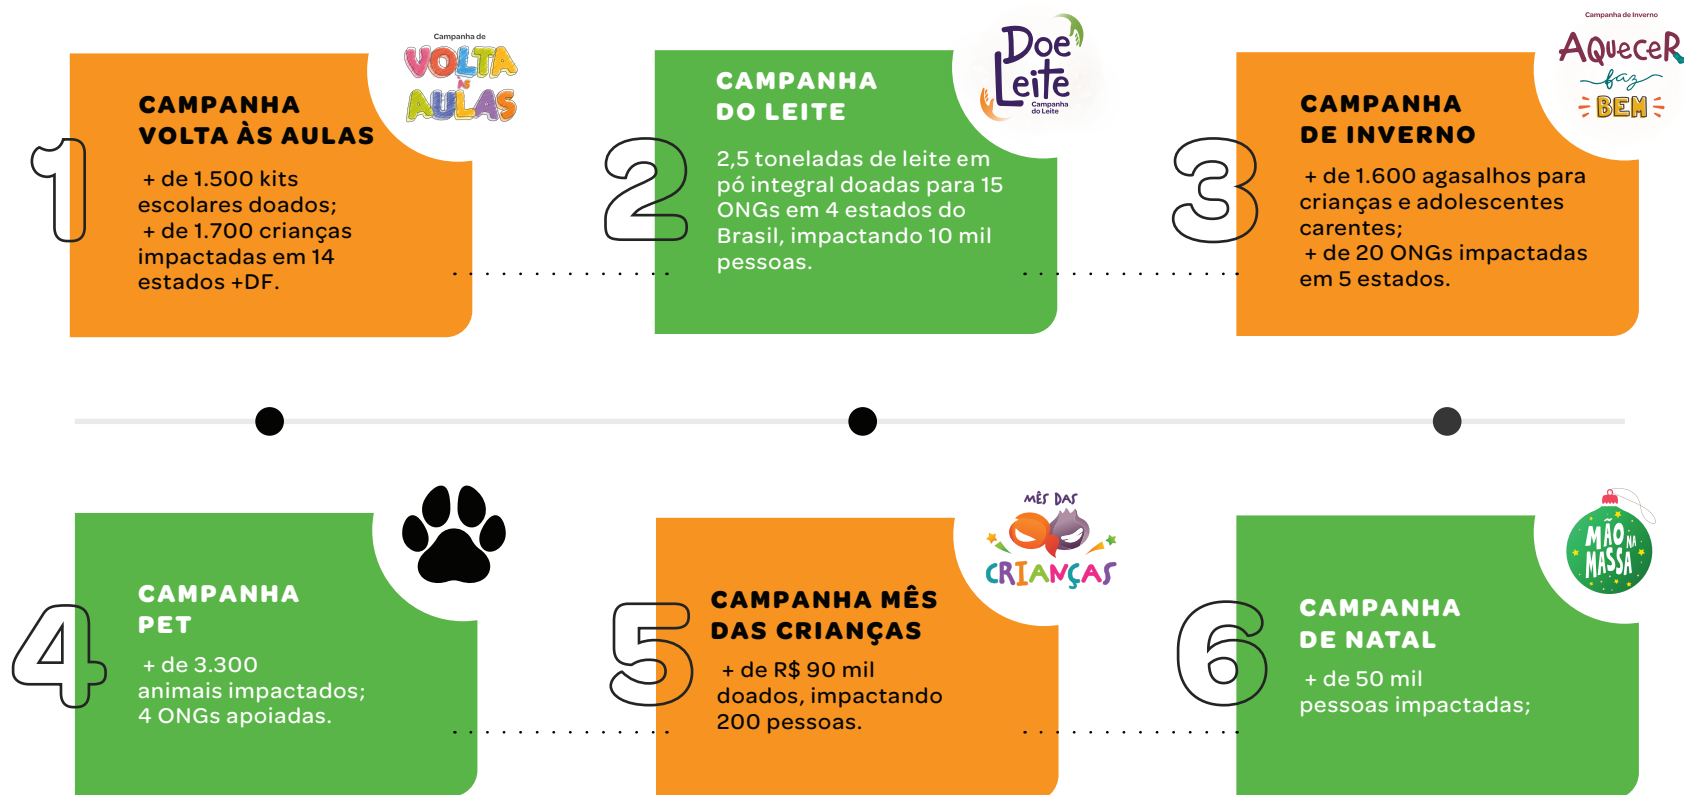 1
CAMPANHA
VOLTA ÀS AULAS
+ de 1.500 kits
escolares doados;
+ de 1.700 crianças
impactadas em 14
estados +DF.
Campanha de
VOLTA
ÀS
AULAS
2
CAMPANHA
DO LEITE
2,5 toneladas de leite em
pó integral doadas para 15
ONGs em 4 estados do
Brasil, impactando 10 mil
pessoas.
Doe
Leite
Campanha
do Leite
3
CAMPANHA
DE INVERNO
+ de 1.600 agasalhos para
crianças e adolescentes
carentes;
+ de 20 ONGs impactadas
em 5 estados.
Campanha de Inverno
AQueceR
faz
BEM
4
CAMPANHA
PET
+ de 3.300
animais impactados;
4 ONGs apoiadas.
5
CAMPANHA MÊS
DAS CRIANÇAS
+ de R$ 90 mil
doados, impactando
200 pessoas.
MÊS DAS
CRIANÇAS
6
CAMPANHA
DE NATAL
+ de 50 mil
pessoas impactadas;
MÃO NA
MASSA